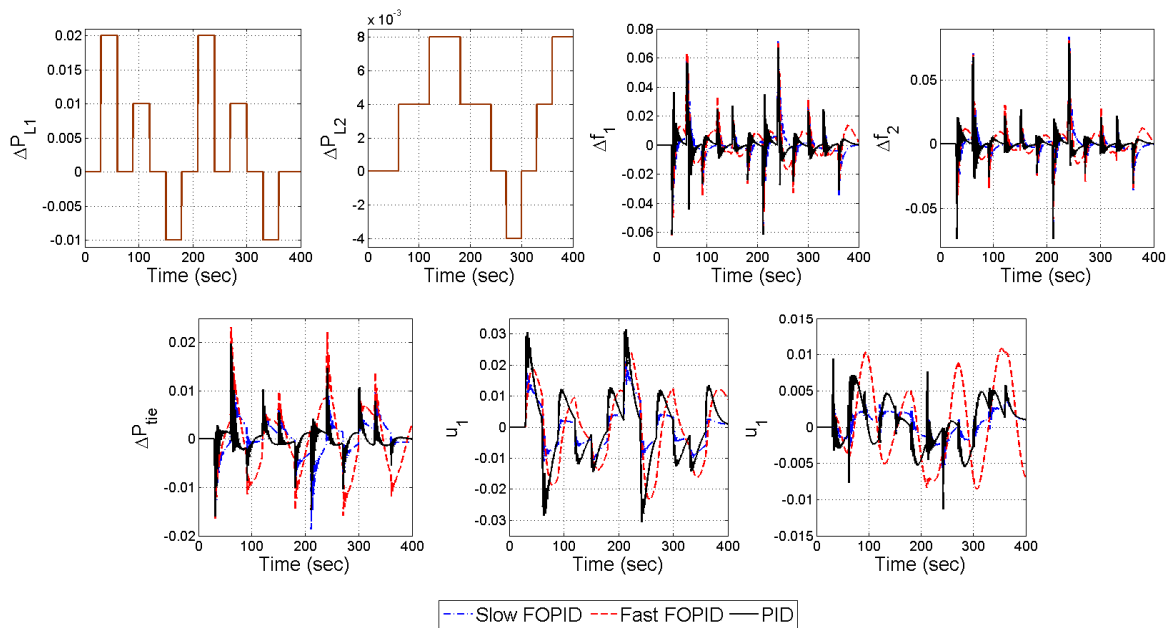 x 10⁻³
0.02
0.015
0.01
0.005
0
-0.005
-0.01
ΔP_L1
0 100 200 300 400
Time (sec)
8
6
4
2
0
-2
-4
ΔP_L2
0 100 200 300 400
Time (sec)
0.08
0.06
0.04
0.02
0
-0.02
-0.04
-0.06
Δf_1
0 100 200 300 400
Time (sec)
0.05
0
-0.05
Δf_2
0 100 200 300 400
Time (sec)
0.02
0.01
0
-0.01
-0.02
ΔP_tie
0 100 200 300 400
Time (sec)
0.03
0.02
0.01
0
-0.01
-0.02
-0.03
u_1
0 100 200 300 400
Time (sec)
0.015
0.01
0.005
0
-0.005
-0.01
-0.015
u_1
0 100 200 300 400
Time (sec)
Slow FOPID Fast FOPID PID